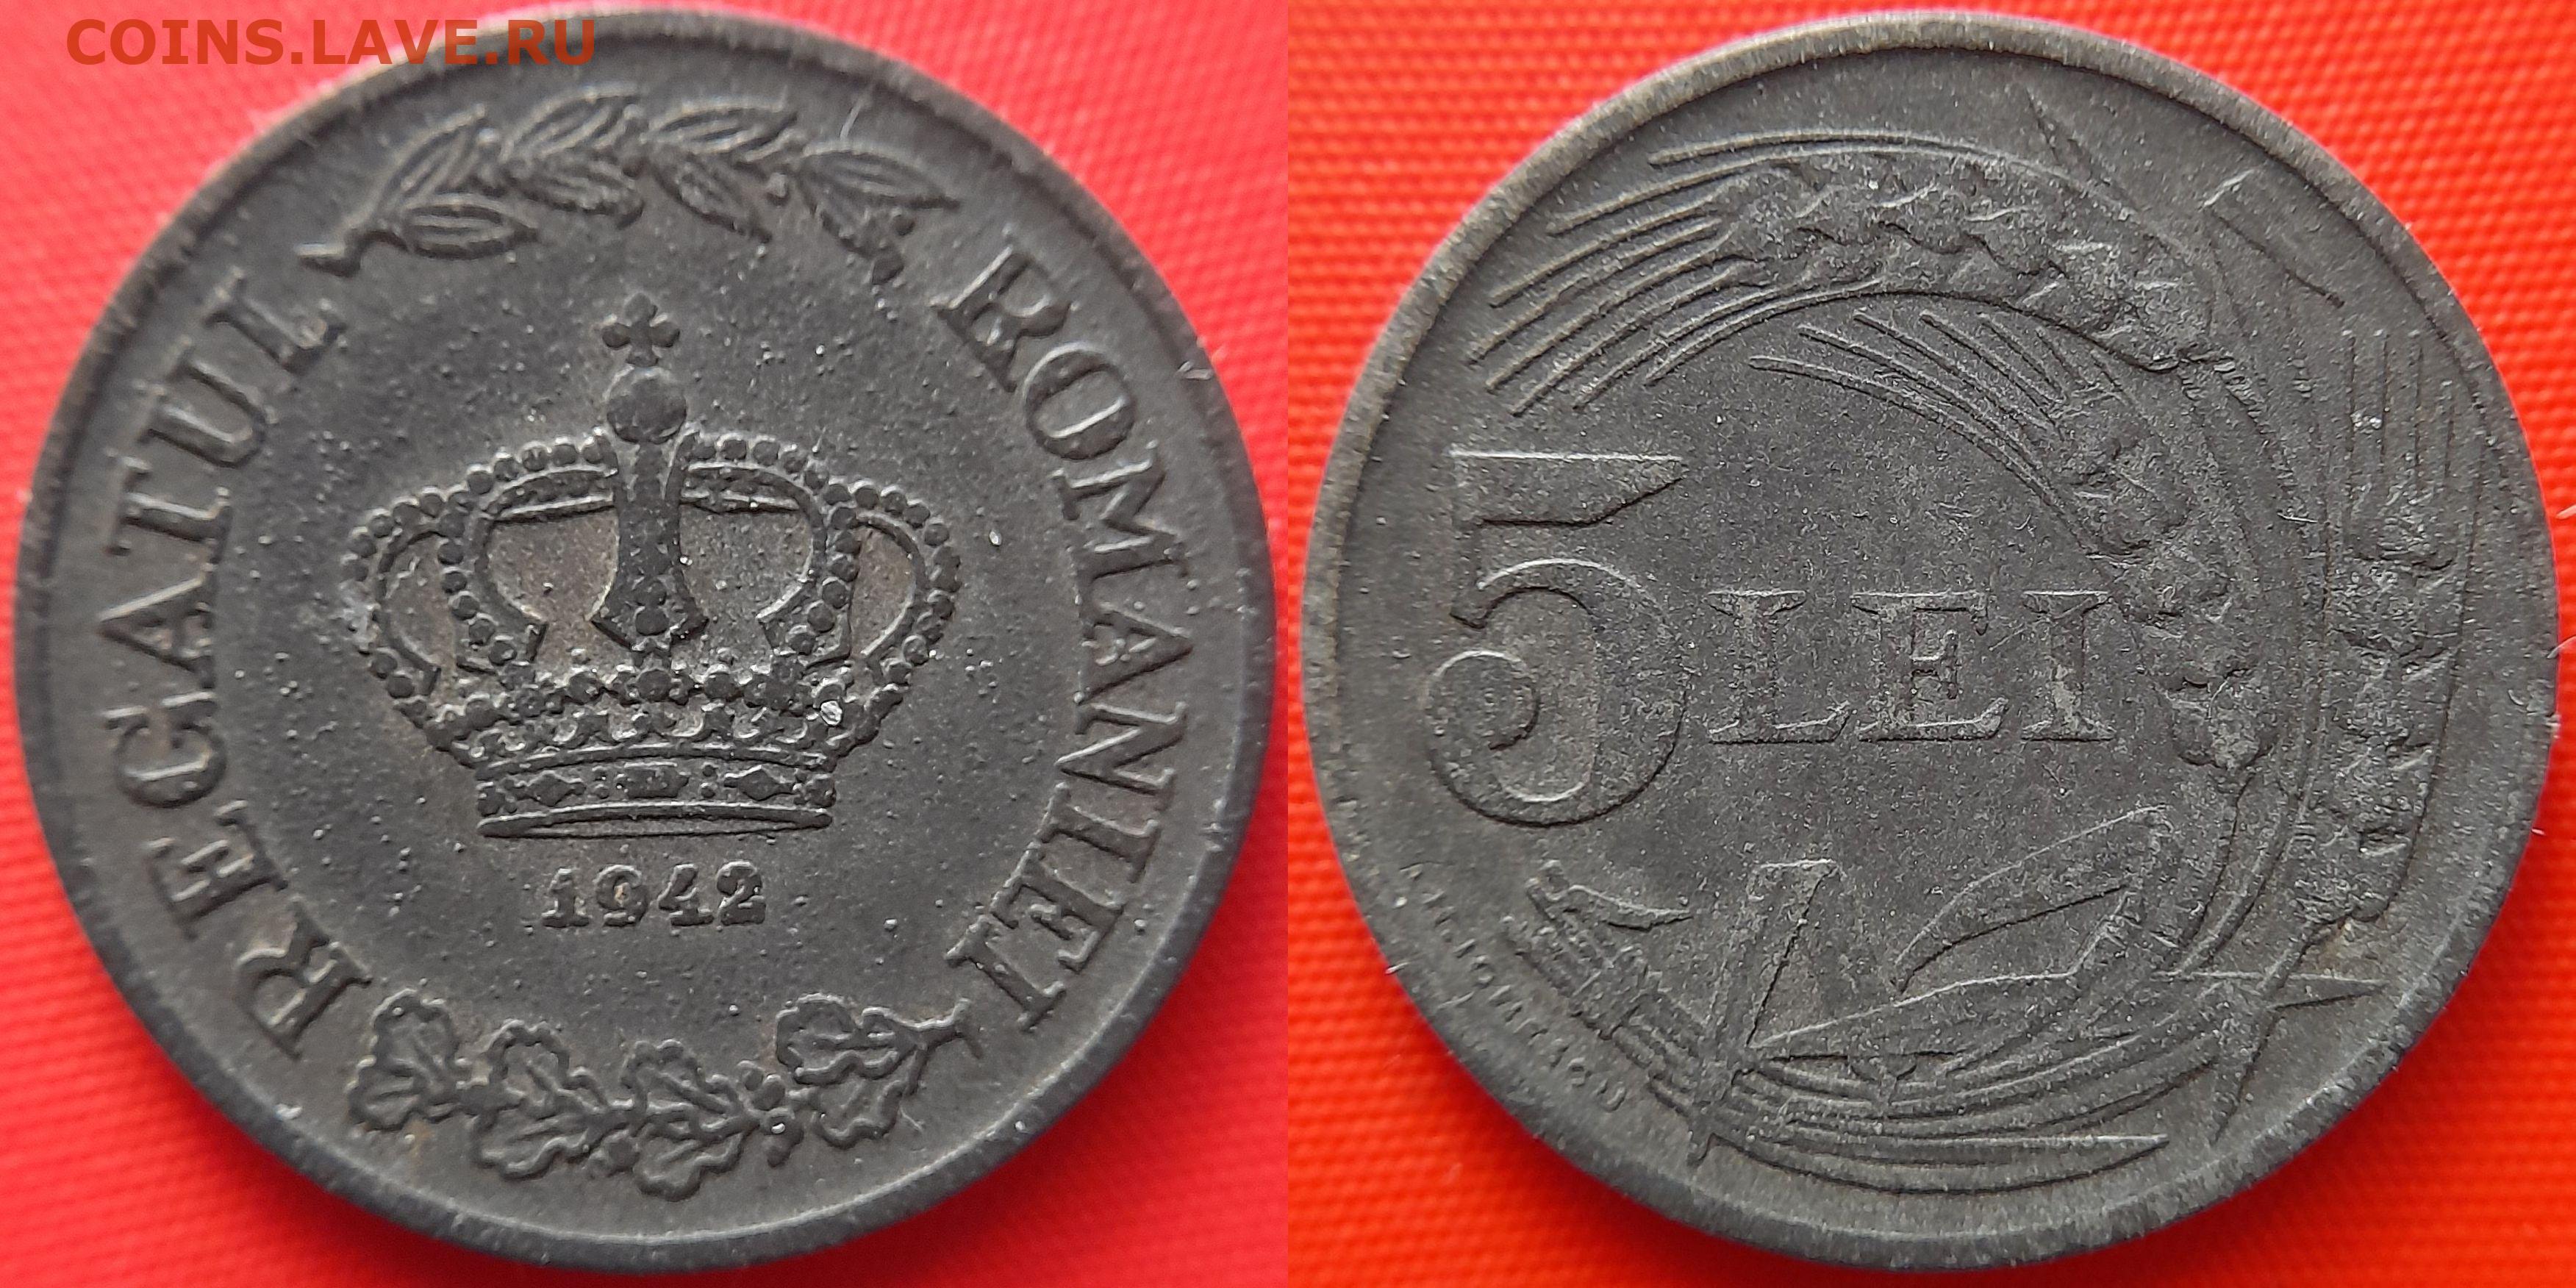 COINS.LAVE.RU
REGATUL ROMANIEI
1942
5 LEI